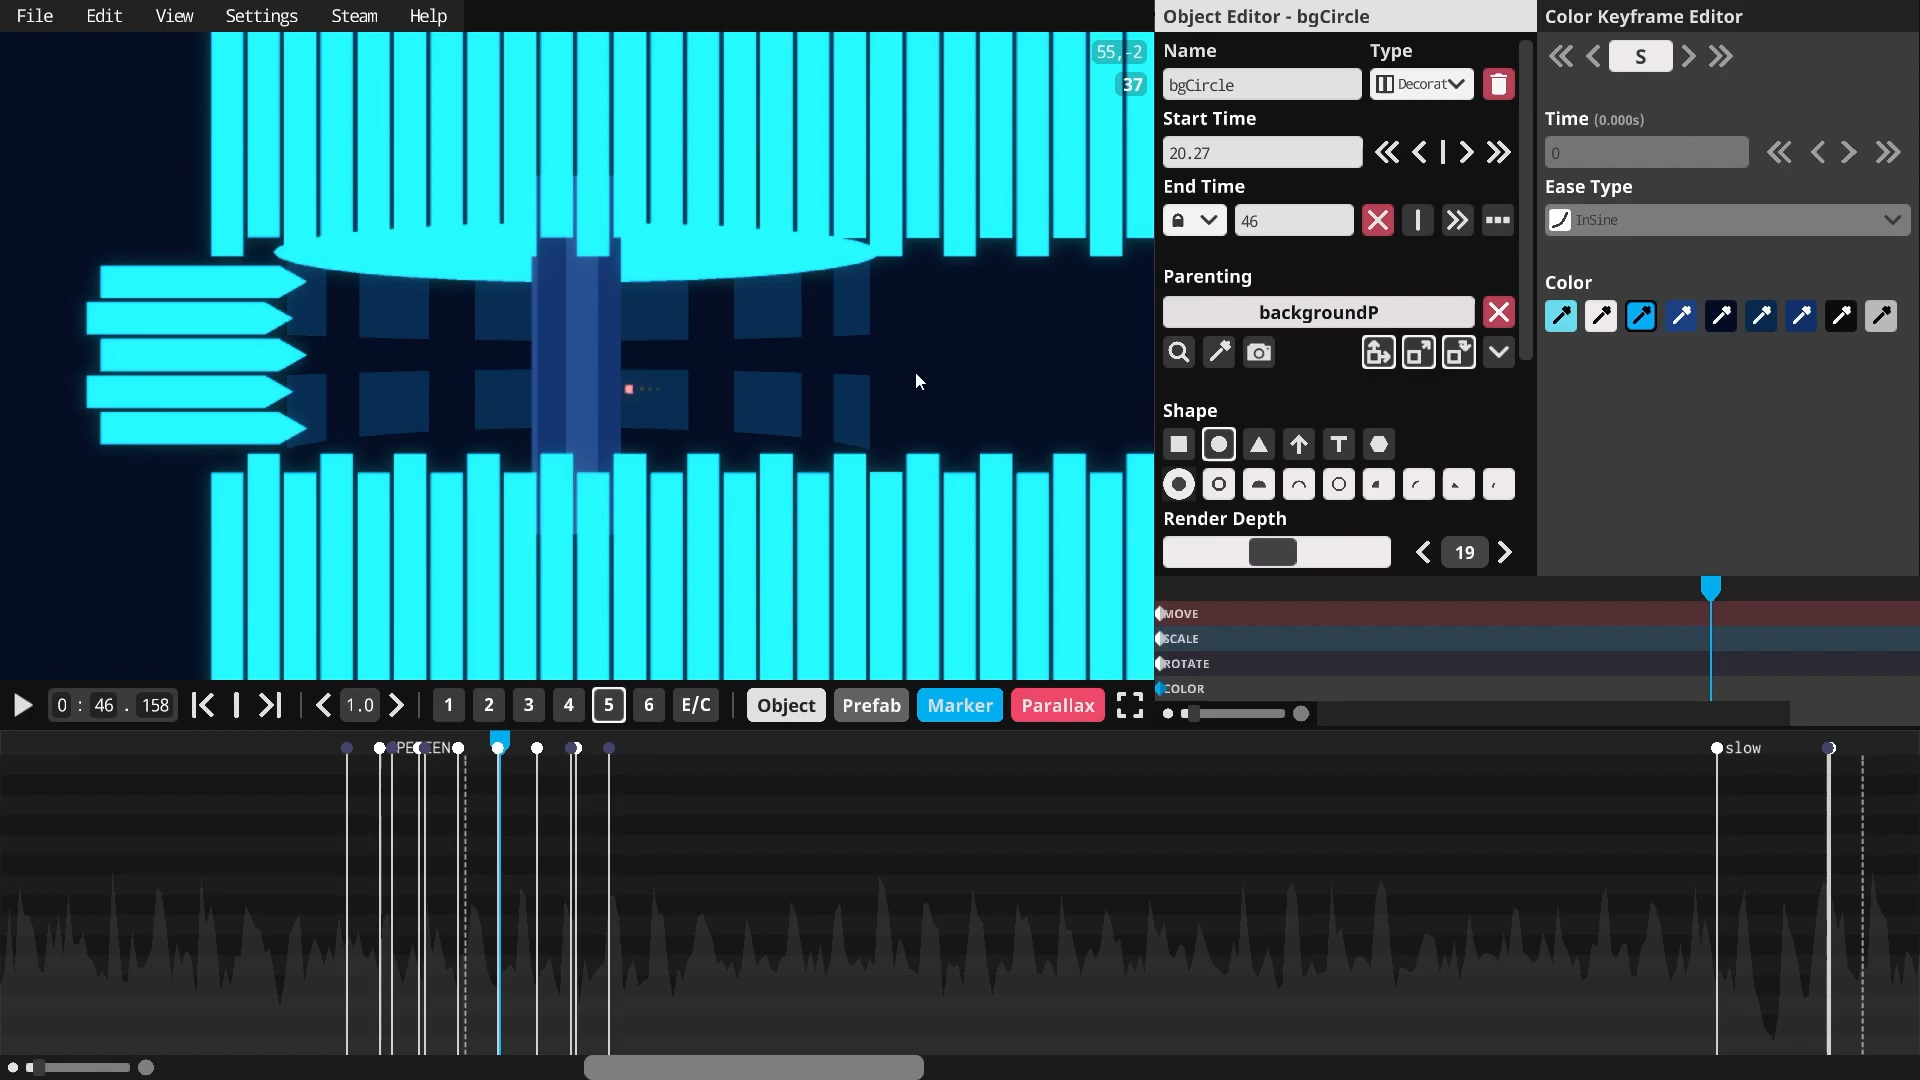 File Edit View Settings Steam Help
55,-2
37
Object Editor - bgCircle
Name Type
bgCircle Decorat
Start Time
20.27
End Time
46
Parenting
backgroundP
Shape
T
Render Depth
19
Color Keyframe Editor
S
Time (0.000s)
0
Ease Type
InSine
Color
MOVE
SCALE
ROTATE
COLOR
0 : 46 . 158 1.0 1 2 3 4 5 6 E/C Object Prefab Marker Parallax
slow